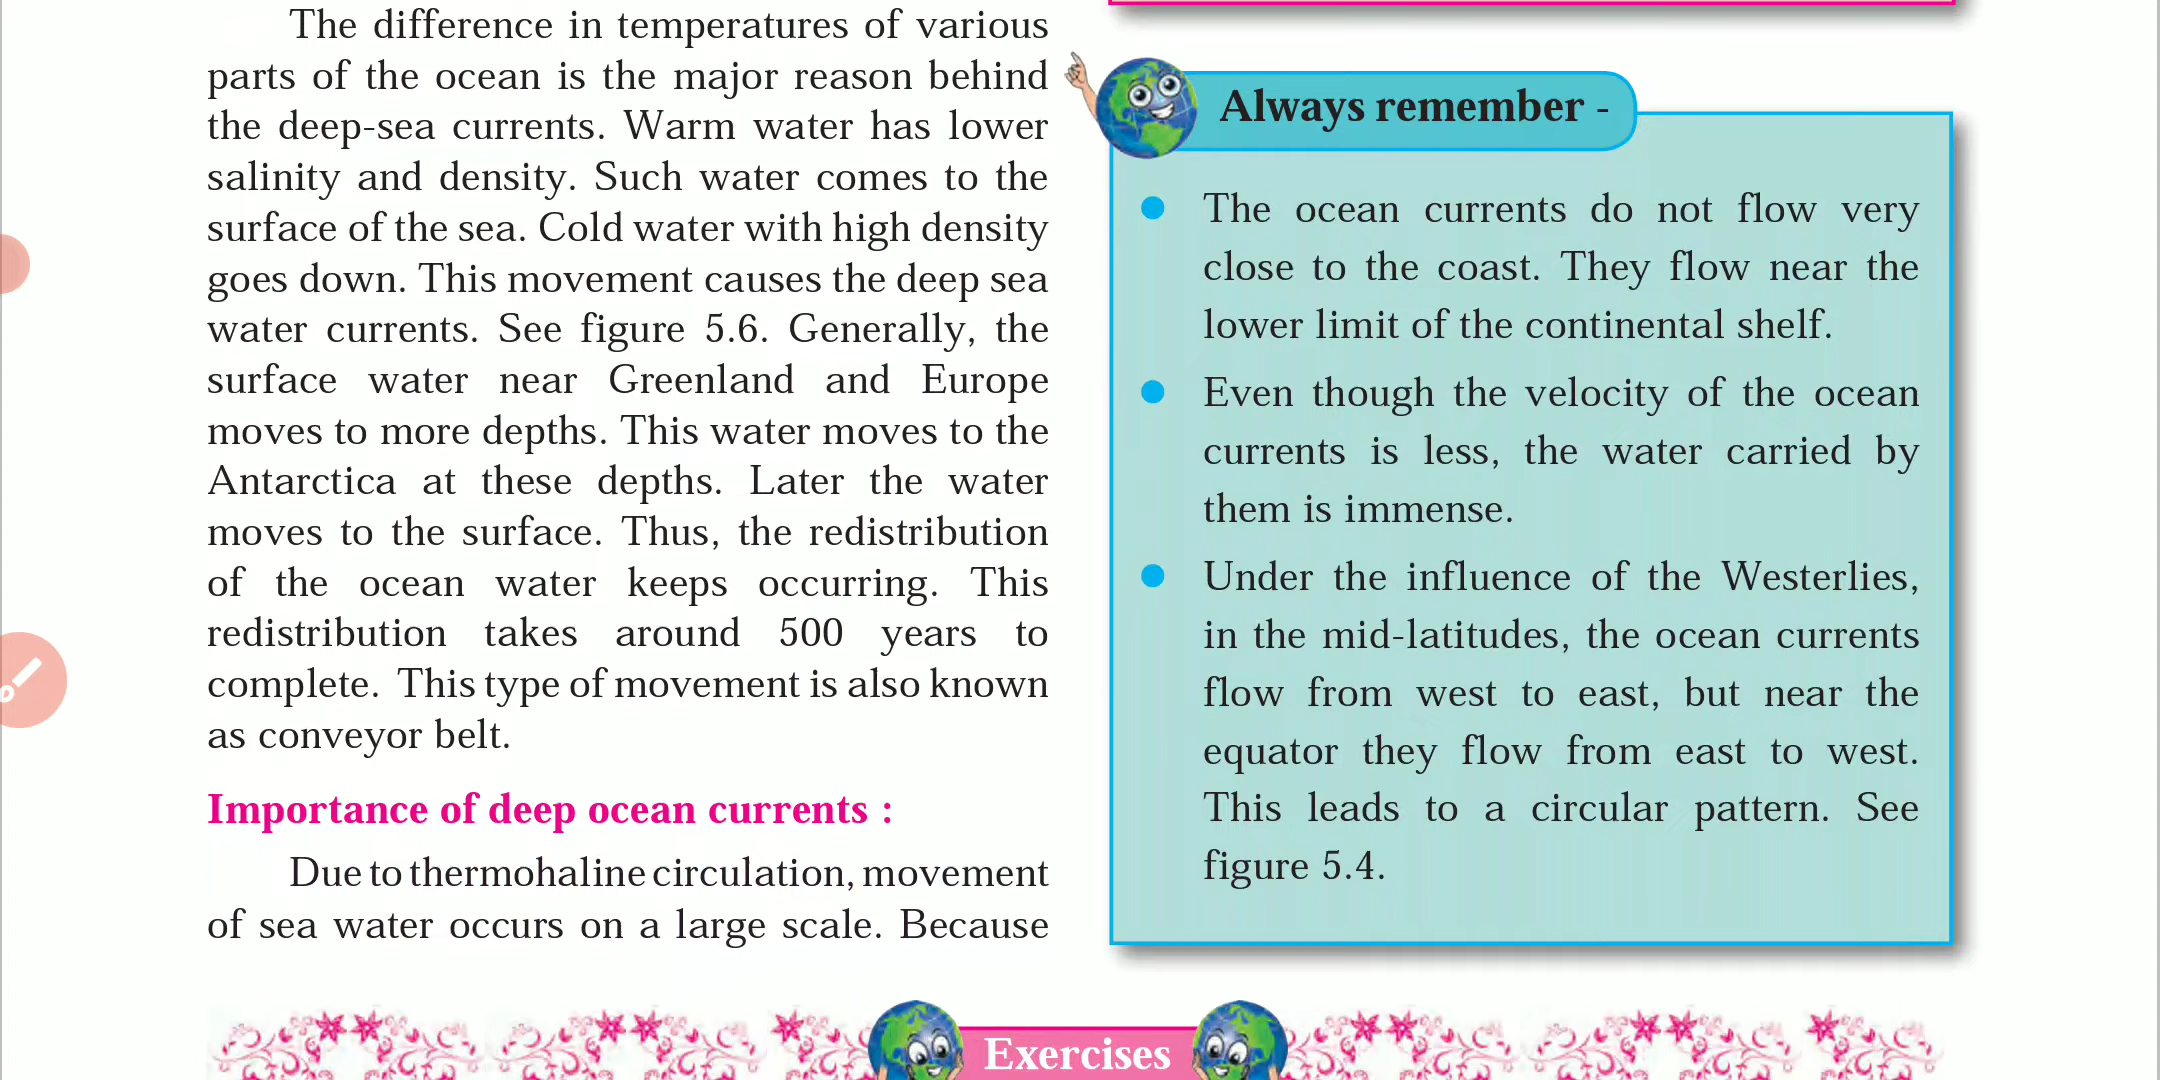 The difference in temperatures of various
parts of the ocean is the major reason behind
the deep-sea currents. Warm water has lower
salinity and density. Such water comes to the
surface of the sea. Cold water with high density
goes down. This movement causes the deep sea
water currents. See figure 5.6. Generally, the
surface water near Greenland and Europe
moves to more depths. This water moves to the
Antarctica at these depths. Later the water
moves to the surface. Thus, the redistribution
of the ocean water keeps occurring. This
redistribution takes around 500 years to
complete. This type of movement is also known
as conveyor belt.
Importance of deep ocean currents :
Due to thermohaline circulation, movement
of sea water occurs on a large scale. Because
Always remember -
● The ocean currents do not flow very
close to the coast. They flow near the
lower limit of the continental shelf.
● Even though the velocity of the ocean
currents is less, the water carried by
them is immense.
● Under the influence of the Westerlies,
in the mid-latitudes, the ocean currents
flow from west to east, but near the
equator they flow from east to west.
This leads to a circular pattern. See
figure 5.4.
Exercises